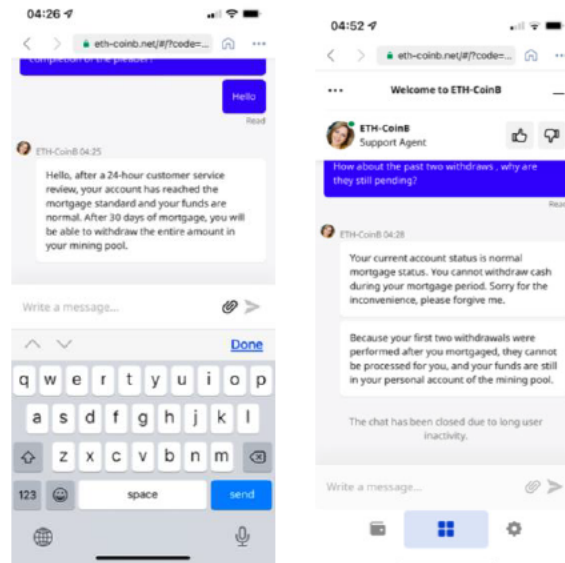 04:26
eth-coinb.net/#/?code=...
completion of the pleader!
Hello
Read
ETH-CoinB 04:25
Hello, after a 24-hour customer service
review, your account has reached the
mortgage standard and your funds are
normal. After 30 days of mortgage, you will
be able to withdraw the entire amount in
your mining pool.
Write a message...
Done
q w e r t y u i o p
a s d f g h j k l
z x c v b n m
123 space send
04:52
eth-coinb.net/#/?code=...
Welcome to ETH-CoinB
ETH-CoinB
Support Agent
How about the past two withdraws , why are
they still pending?
Read
ETH-CoinB 04:28
Your current account status is normal
mortgage status. You cannot withdraw cash
during your mortgage period. Sorry for the
inconvenience, please forgive me.
Because your first two withdrawals were
performed after you mortgaged, they cannot
be processed for you, and your funds are still
in your personal account of the mining pool.
The chat has been closed due to long user
inactivity.
Write a message...